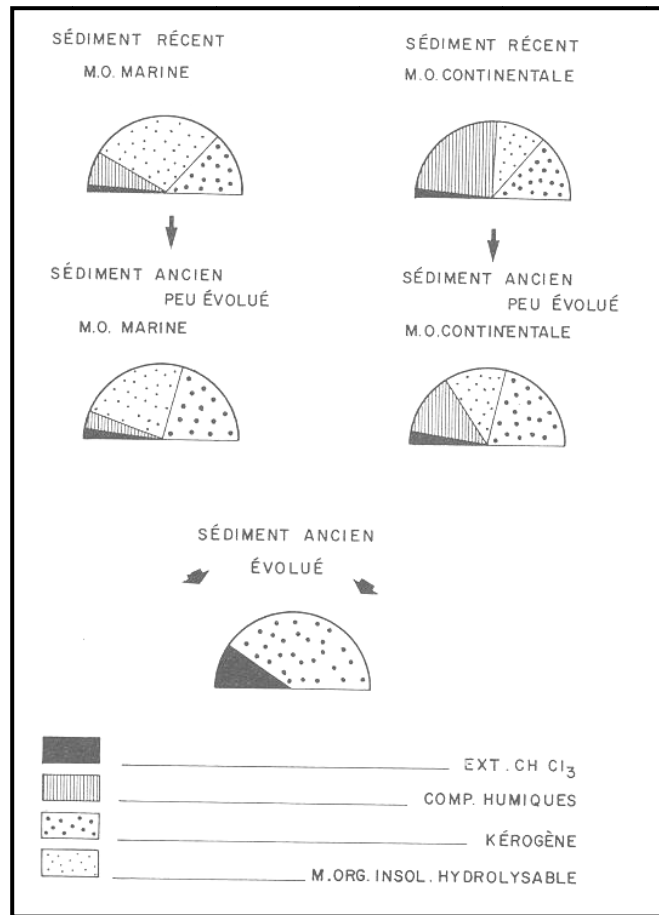 SÉDIMENT RÉCENT
M.O. MARINE
SÉDIMENT RÉCENT
M.O. CONTINENTALE
SÉDIMENT ANCIEN
PEU ÉVOLUÉ
M.O. MARINE
SÉDIMENT ANCIEN
PEU ÉVOLUÉ
M.O. CONTINENTALE
SÉDIMENT ANCIEN
ÉVOLUÉ
EXT. CH Cl3
COMP. HUMIQUES
KÉROGÈNE
M.ORG. INSOL. HYDROLYSABLE